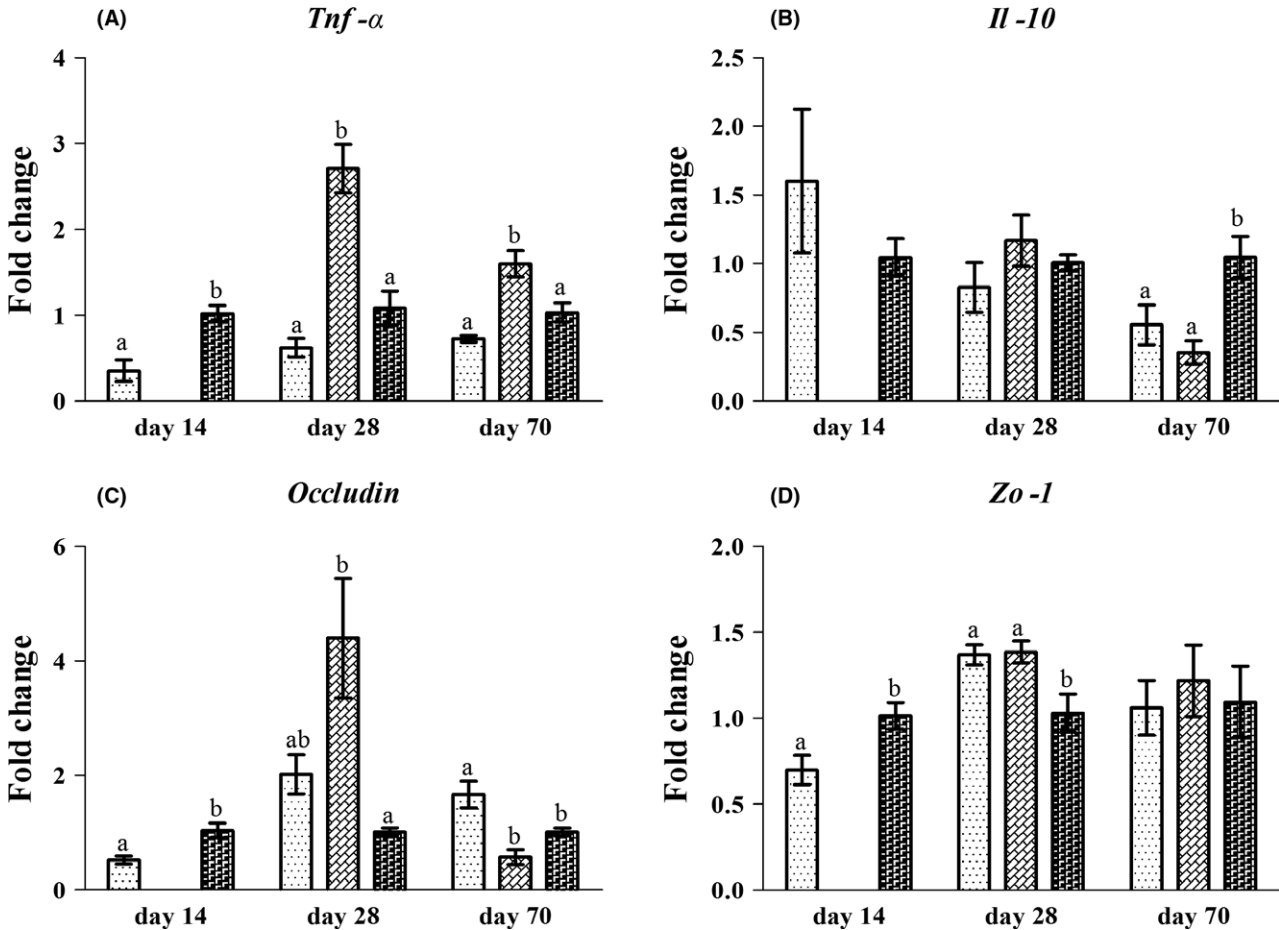 (A) Tnf-α
Fold change
4
3
2
1
0
a
b
a
b
a
a
b
a
day 14 day 28 day 70
(B) Il-10
Fold change
2.5
2.0
1.5
1.0
0.5
0.0
a
a
b
day 14 day 28 day 70
(C) Occludin
Fold change
6
4
2
0
a
b
ab
b
a
a
b
b
day 14 day 28 day 70
(D) Zo-1
Fold change
2.0
1.5
1.0
0.5
0.0
a
b
a
a
b
day 14 day 28 day 70